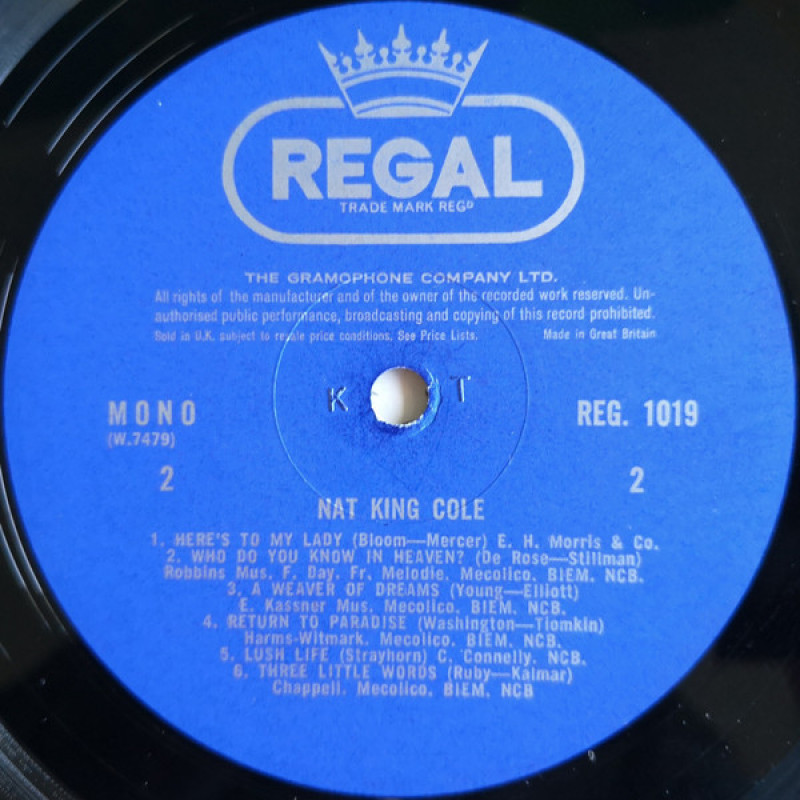 REGAL
TRADE MARK REGD
THE GRAMOPHONE COMPANY LTD.
All rights of the manufacturer and of the owner of the recorded work reserved. Un-
authorised public performance, broadcasting and copying of this record prohibited.
Sold in U.K. subject to resale price conditions, See Price Lists. Made in Great Britain
K T
MONO REG. 1019
(W.7479)
2 2
NAT KING COLE
1. HERE'S TO MY LADY (Bloom—Mercer) E. H. Morris & Co.
2. WHO DO YOU KNOW IN HEAVEN? (De Rose—Stillman)
Robbins Mus. F. Day. Fr. Melodie. Mecolico. BIEM. NCB.
3. A WEAVER OF DREAMS (Young—Elliott)
E. Kassner Mus. Mecolico. BIEM. NCB.
4. RETURN TO PARADISE (Washington—Tiomkin)
Harms-Witmark. Mecolico. BIEM. NCB.
5. LUSH LIFE (Strayhorn) C. Connelly. NCB.
6. THREE LITTLE WORDS (Ruby—Kalmar)
Chappell. Mecolico. BIEM. NCB